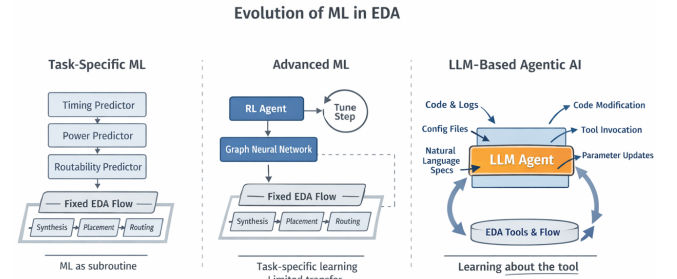 Evolution of ML in EDA
Task-Specific ML
Timing Predictor
Power Predictor
Routability Predictor
Fixed EDA Flow
Synthesis
Placement
Routing
ML as subroutine
Advanced ML
RL Agent
Tune
Step
Graph Neural Network
Fixed EDA Flow
Synthesis
Placement
Routing
Task-specific learning
Limited transfer
LLM-Based Agentic AI
Code & Logs
Config Files
Natural
Language
Specs
LLM Agent
Code Modification
Tool Invocation
Parameter Updates
EDA Tools & Flow
Learning about the tool